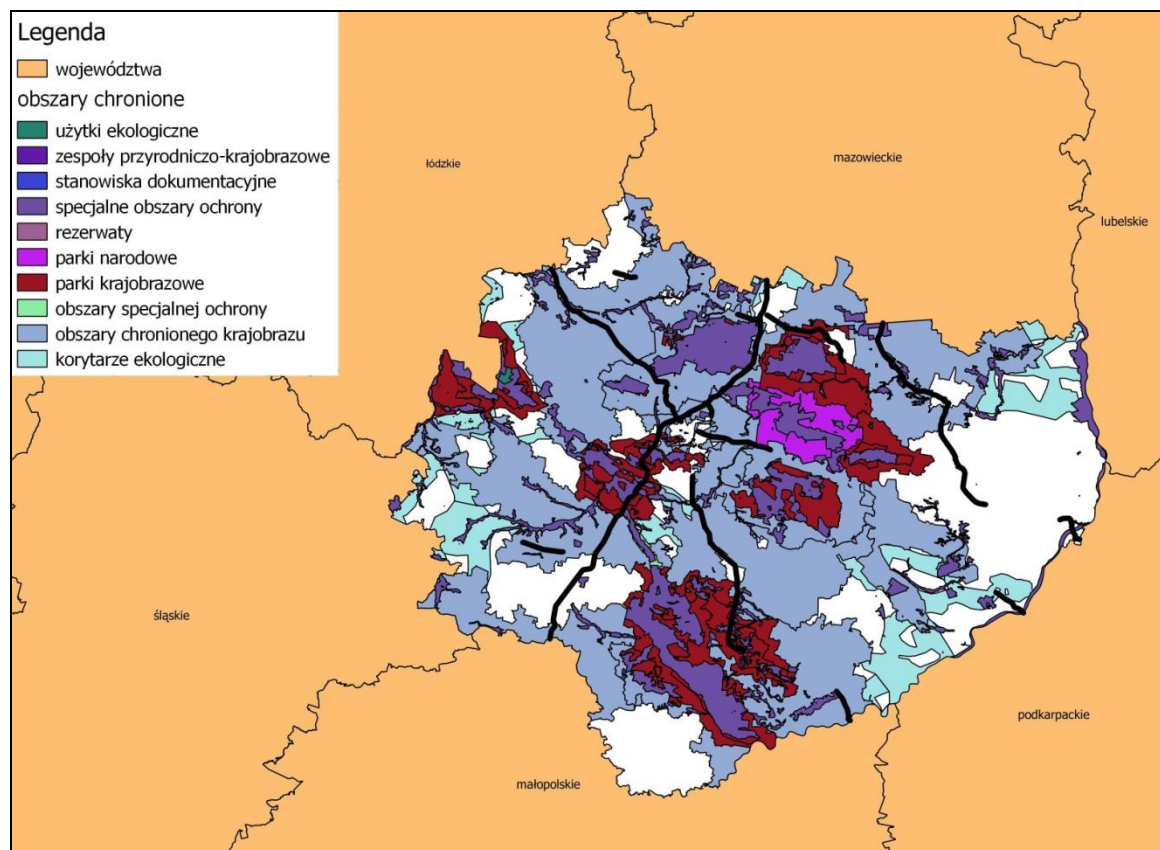 Legenda
województwa
obszary chronione
użytki ekologiczne
zespoły przyrodniczo-krajobrazowe
stanowiska dokumentacyjne
specjalne obszary ochrony
rezerwaty
parki narodowe
parki krajobrazowe
obszary specjalnej ochrony
obszary chronionego krajobrazu
korytarze ekologiczne
łódzkie
mazowieckie
lubelskie
śląskie
podkarpackie
małopolskie